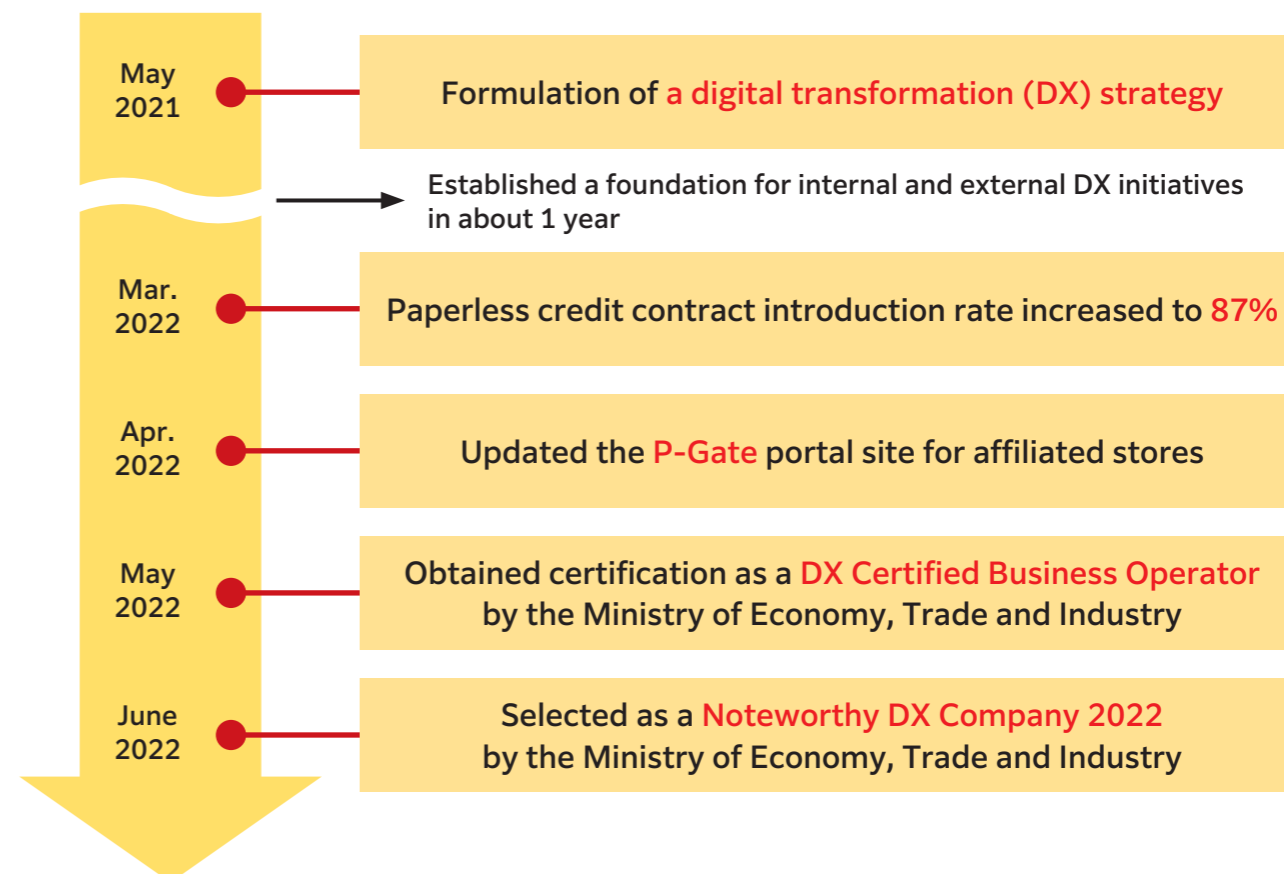 May
2021
Formulation of a digital transformation (DX) strategy
Established a foundation for internal and external DX initiatives
in about 1 year
Mar.
2022
Paperless credit contract introduction rate increased to 87%
Apr.
2022
Updated the P-Gate portal site for affiliated stores
May
2022
Obtained certification as a DX Certified Business Operator
by the Ministry of Economy, Trade and Industry
June
2022
Selected as a Noteworthy DX Company 2022
by the Ministry of Economy, Trade and Industry